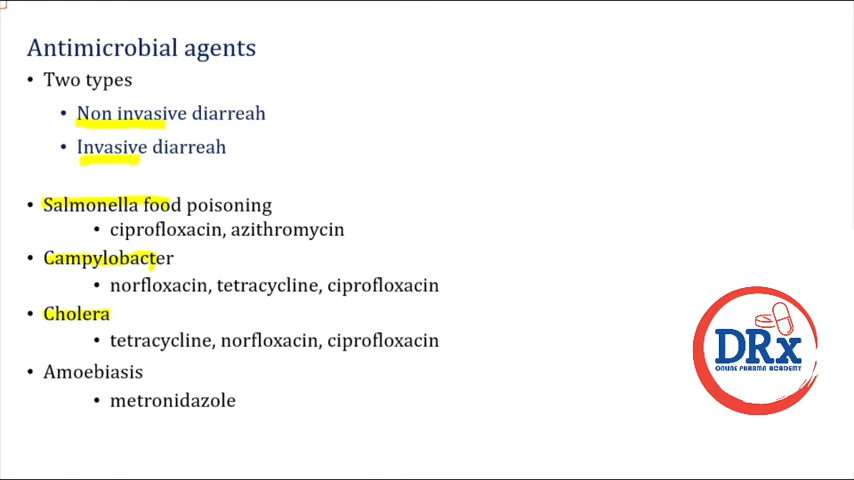 Antimicrobial agents
• Two types
• Non invasive diarreah
• Invasive diarreah
• Salmonella food poisoning
• ciprofloxacin, azithromycin
• Campylobacter
• norfloxacin, tetracycline, ciprofloxacin
• Cholera
• tetracycline, norfloxacin, ciprofloxacin
• Amoebiasis
• metronidazole
DRx
ONLINE PHARMA ACADEMY